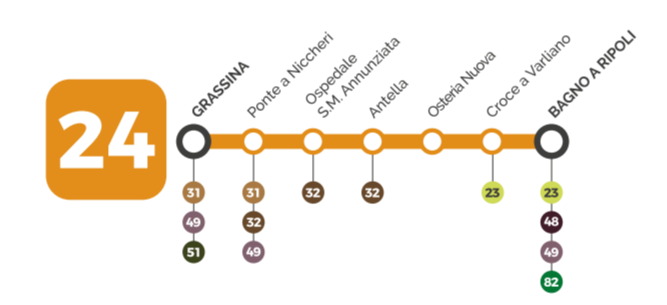 24
GRASSINA
Ponte a Niccheri
Ospedale
S.M. Annunziata
Antella
Osteria Nuova
Croce a Varliano
BAGNO A RIPOLI
31
49
51
31
32
49
32
32
23
23
48
49
82